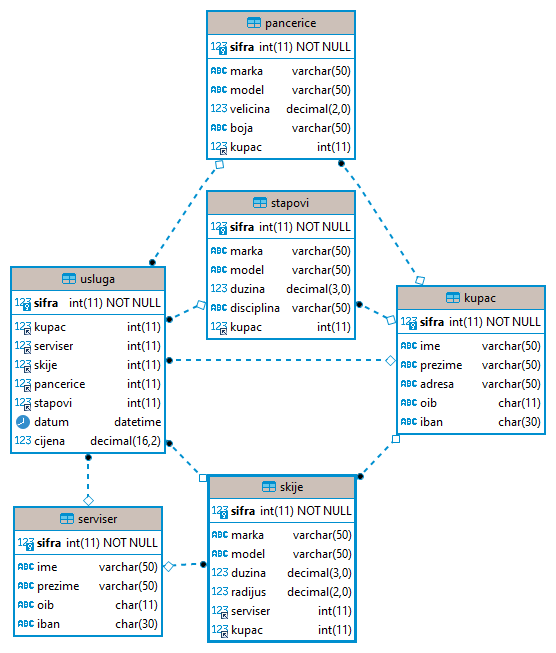 pancerice
123 sifra int(11) NOT NULL
ABC marka varchar(50)
ABC model varchar(50)
123 velicina decimal(2,0)
ABC boja varchar(50)
123 kupac int(11)
stapovi
123 sifra int(11) NOT NULL
ABC marka varchar(50)
ABC model varchar(50)
123 duzina decimal(3,0)
ABC disciplina varchar(50)
123 kupac int(11)
usluga
123 sifra int(11) NOT NULL
123 kupac int(11)
123 serviser int(11)
123 skije int(11)
123 pancerice int(11)
123 stapovi int(11)
datum datetime
123 cijena decimal(16,2)
kupac
123 sifra int(11) NOT NULL
ABC ime varchar(50)
ABC prezime varchar(50)
ABC adresa varchar(50)
ABC oib char(11)
ABC iban char(30)
skije
123 sifra int(11) NOT NULL
ABC marka varchar(50)
ABC model varchar(50)
123 duzina decimal(3,0)
123 radijus decimal(2,0)
123 serviser int(11)
123 kupac int(11)
serviser
123 sifra int(11) NOT NULL
ABC ime varchar(50)
ABC prezime varchar(50)
ABC oib char(11)
ABC iban char(30)